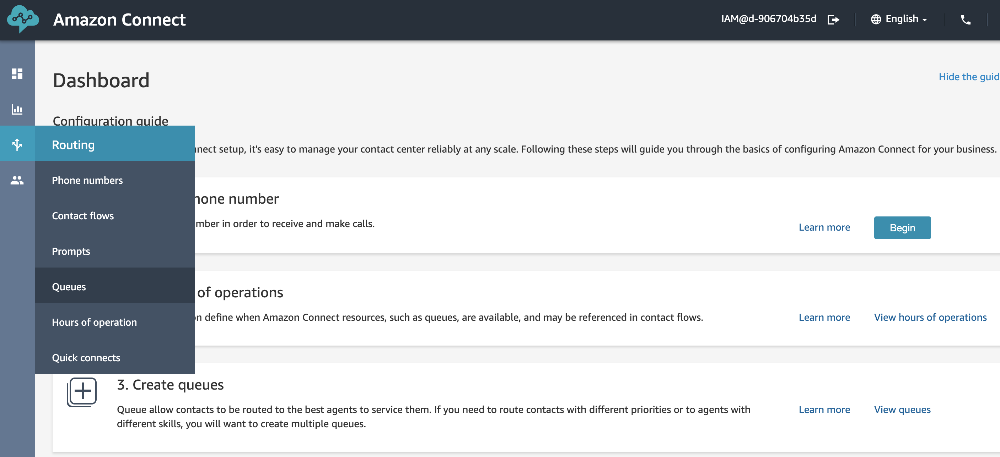 Amazon Connect
IAM@d-906704b35d
English
Dashboard
Hide the guid
Configuration guide
Routing
nnect setup, it's easy to manage your contact center reliably at any scale. Following these steps will guide you through the basics of configuring Amazon Connect for your business.
Phone numbers
hone number
Contact flows
mber in order to receive and make calls.
Learn more
Begin
Prompts
Queues
of operations
Hours of operation
on define when Amazon Connect resources, such as queues, are available, and may be referenced in contact flows.
Learn more
View hours of operations
Quick connects
3. Create queues
Queue allow contacts to be routed to the best agents to service them. If you need to route contacts with different priorities or to agents with
different skills, you will want to create multiple queues.
Learn more
View queues